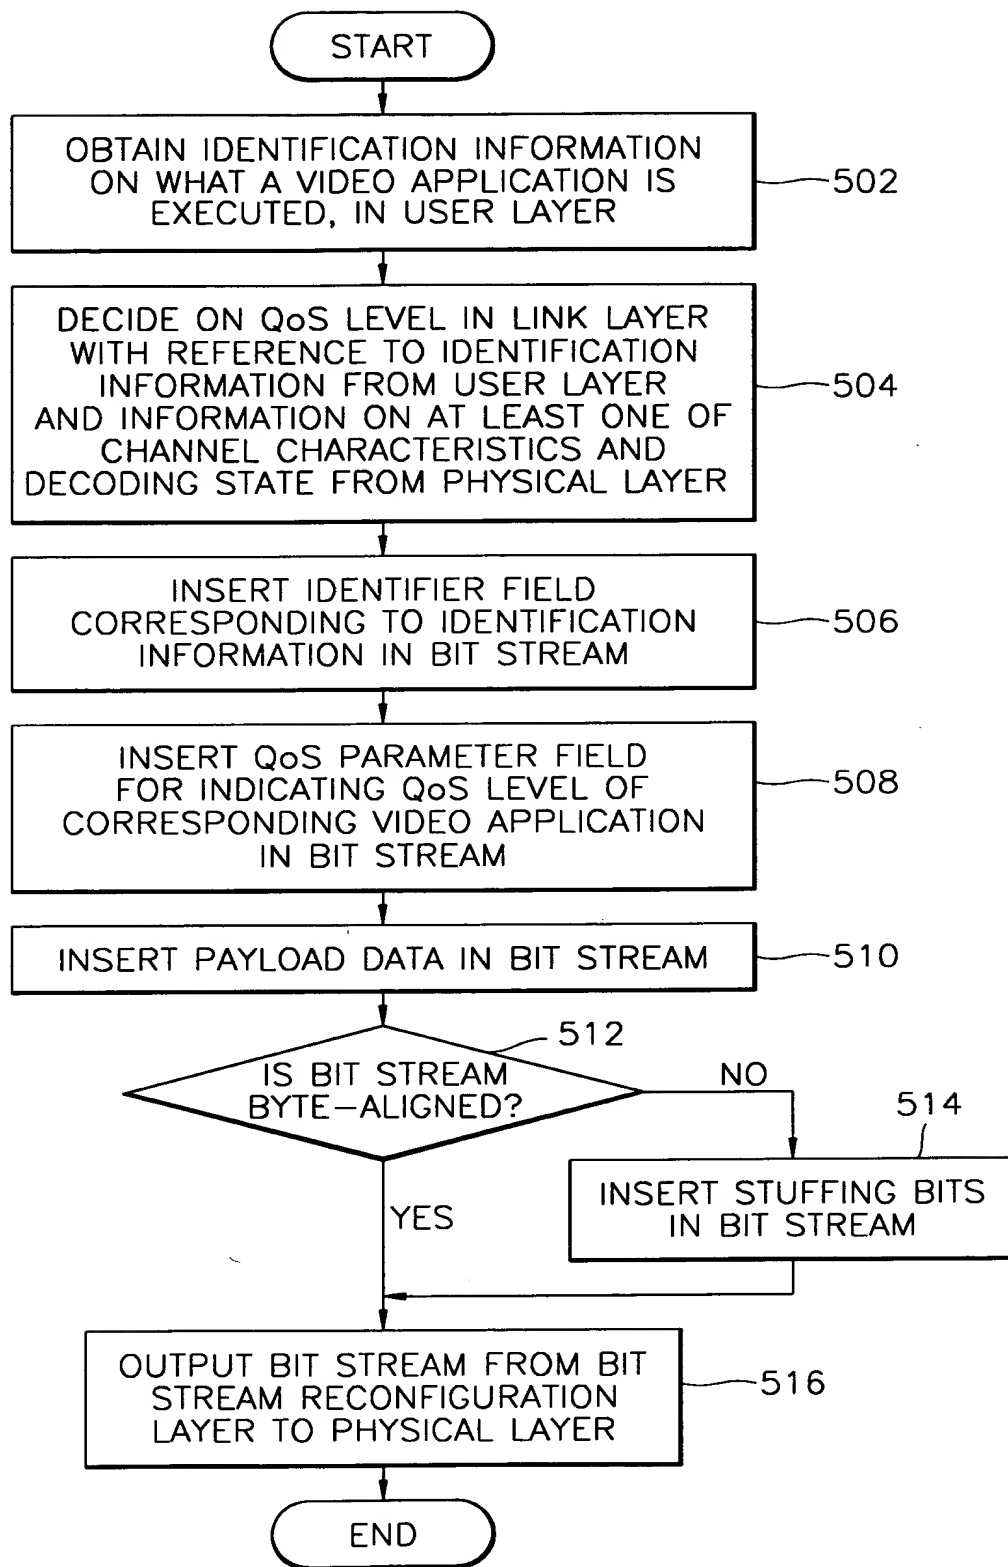 START
OBTAIN IDENTIFICATION INFORMATION
ON WHAT A VIDEO APPLICATION IS
EXECUTED, IN USER LAYER
502
DECIDE ON QoS LEVEL IN LINK LAYER
WITH REFERENCE TO IDENTIFICATION
INFORMATION FROM USER LAYER
AND INFORMATION ON AT LEAST ONE OF
CHANNEL CHARACTERISTICS AND
DECODING STATE FROM PHYSICAL LAYER
504
INSERT IDENTIFIER FIELD
CORRESPONDING TO IDENTIFICATION
INFORMATION IN BIT STREAM
506
INSERT QoS PARAMETER FIELD
FOR INDICATING QoS LEVEL OF
CORRESPONDING VIDEO APPLICATION
IN BIT STREAM
508
INSERT PAYLOAD DATA IN BIT STREAM
510
512
IS BIT STREAM
BYTE-ALIGNED?
NO
514
INSERT STUFFING BITS
IN BIT STREAM
YES
OUTPUT BIT STREAM FROM BIT
STREAM RECONFIGURATION
LAYER TO PHYSICAL LAYER
516
END